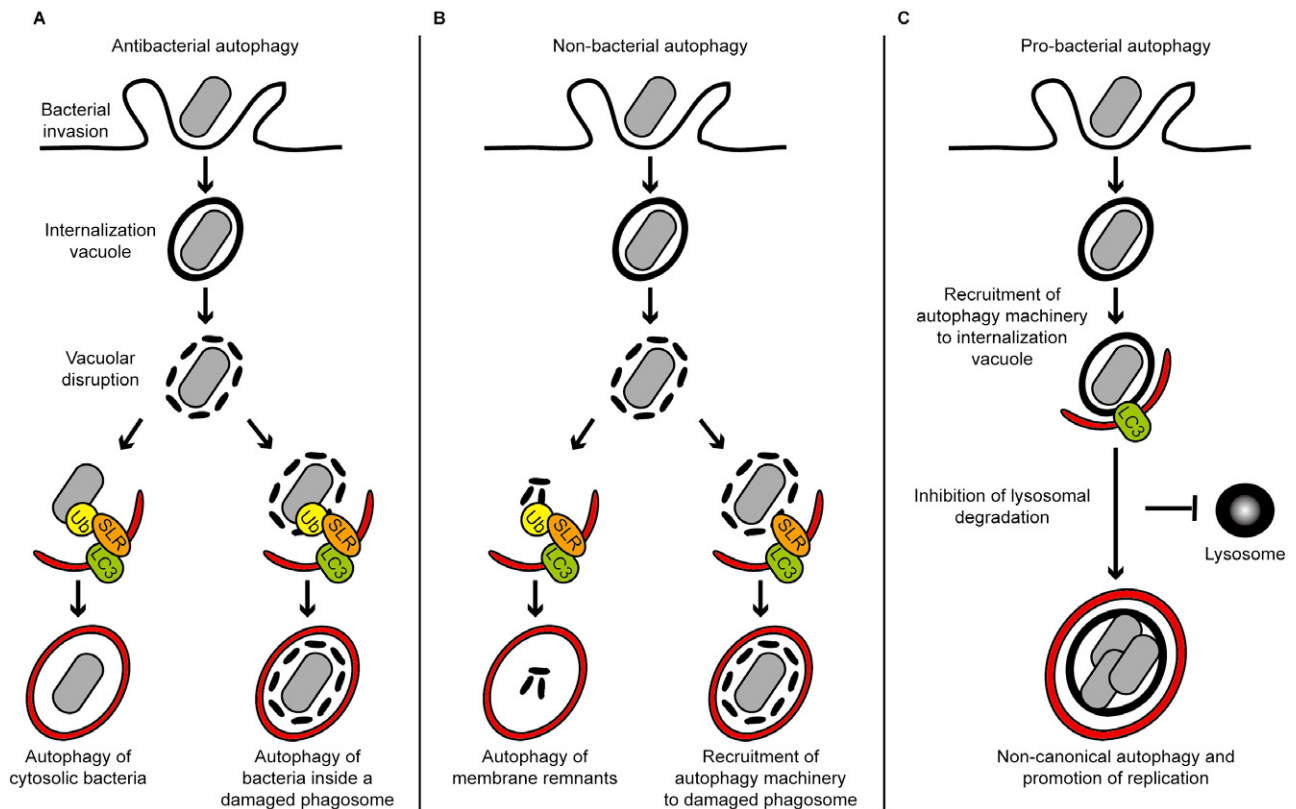 A
Antibacterial autophagy
Bacterial
invasion
Internalization
vacuole
Vacuolar
disruption
Ub
SLR
LC3
Ub
SLR
LC3
Autophagy of
cytosolic bacteria
Autophagy of
bacteria inside a
damaged phagosome
B
Non-bacterial autophagy
Ub
SLR
LC3
SLR
LC3
Autophagy of
membrane remnants
Recruitment of
autophagy machinery
to damaged phagosome
C
Pro-bacterial autophagy
Recruitment of
autophagy machinery
to internalization
vacuole
LC3
Inhibition of lysosomal
degradation
Lysosome
Non-canonical autophagy and
promotion of replication